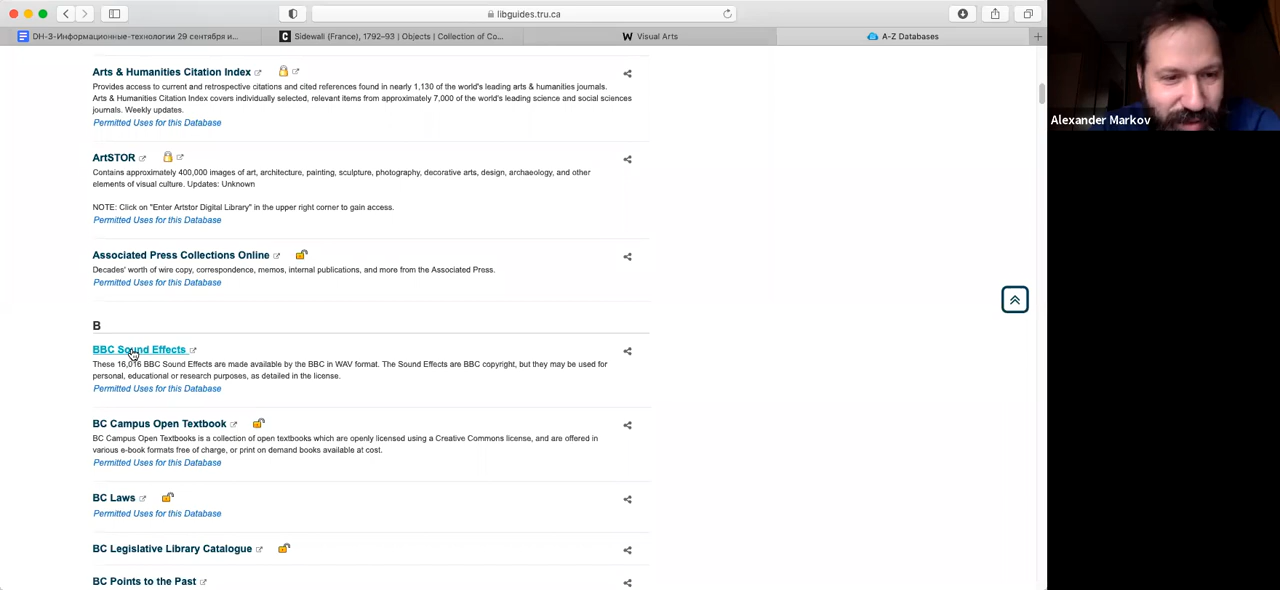 libguides.tru.ca
DH-3-Информационные-технологии 29 сентября и...
Sidewall (France), 1792–93 | Objects | Collection of Co...
Visual Arts
A-Z Databases
Arts & Humanities Citation Index
Provides access to current and retrospective citations and cited references found in nearly 1,130 of the world's leading arts & humanities journals.
Arts & Humanities Citation Index covers individually selected, relevant items from approximately 7,000 of the world's leading science and social sciences
journals. Weekly updates.
Permitted Uses for this Database
ArtSTOR
Contains approximately 400,000 images of art, architecture, painting, sculpture, photography, decorative arts, design, archaeology, and other
elements of visual culture. Updates: Unknown
NOTE: Click on "Enter Artstor Digital Library" in the upper right corner to gain access.
Permitted Uses for this Database
Associated Press Collections Online
Decades' worth of wire copy, correspondence, memos, internal publications, and more from the Associated Press.
Permitted Uses for this Database
B
BBC Sound Effects
These 16,016 BBC Sound Effects are made available by the BBC in WAV format. The Sound Effects are BBC copyright, but they may be used for
personal, educational or research purposes, as detailed in the license.
Permitted Uses for this Database
BC Campus Open Textbook
BC Campus Open Textbooks is a collection of open textbooks which are openly licensed using a Creative Commons license, and are offered in
various e-book formats free of charge, or print on demand books available at cost.
Permitted Uses for this Database
BC Laws
Permitted Uses for this Database
BC Legislative Library Catalogue
BC Points to the Past
Alexander Markov